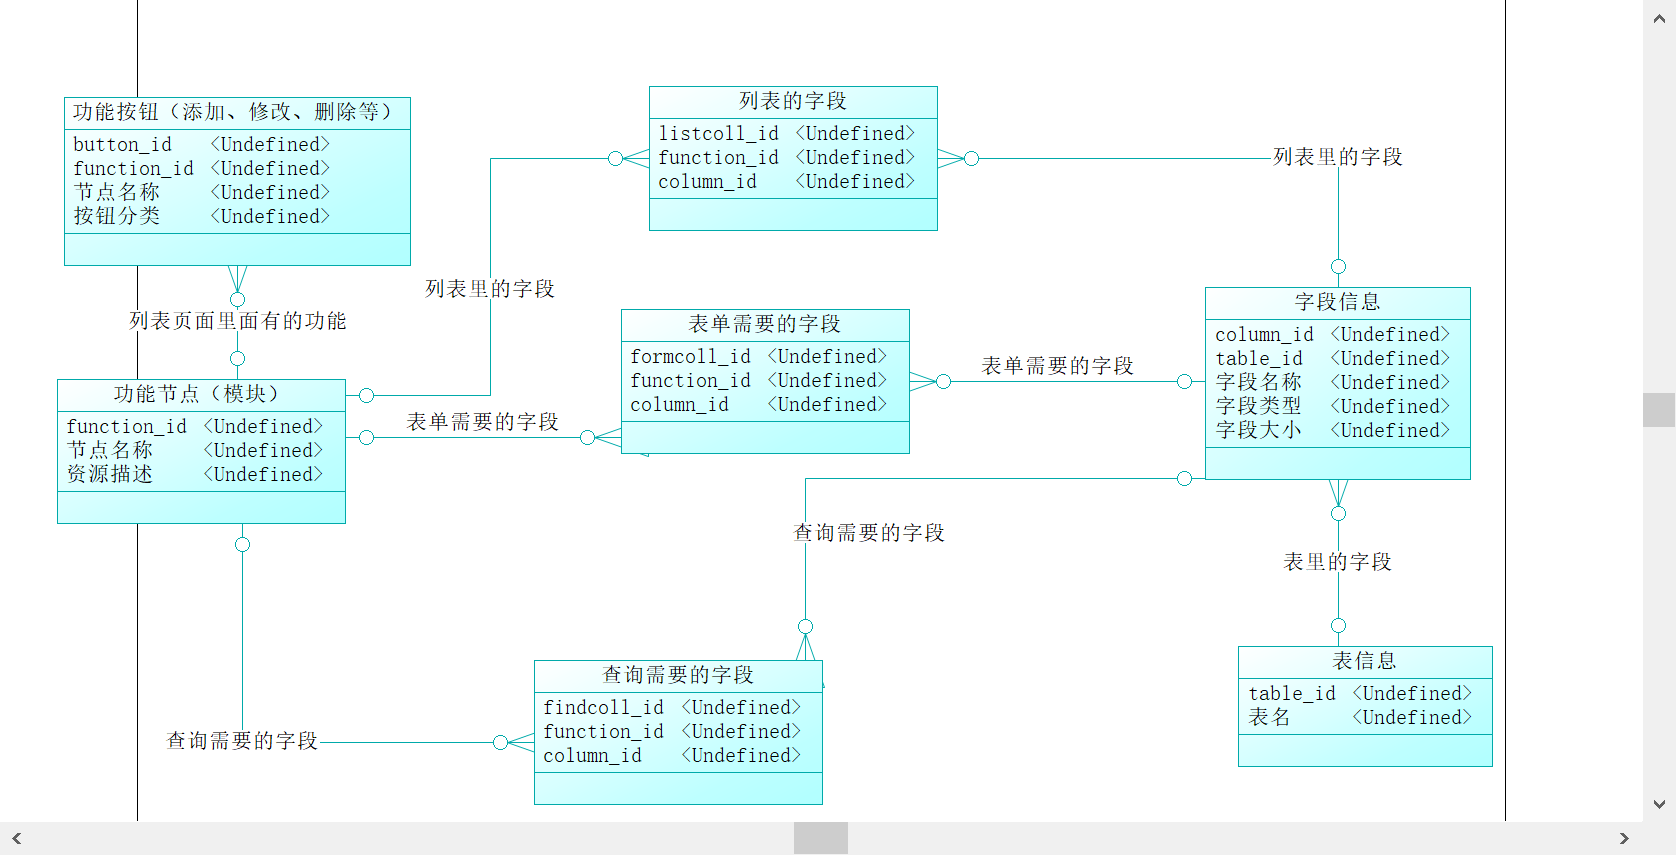 功能按钮（添加、修改、删除等）
button_id <Undefined>
function_id <Undefined>
节点名称 <Undefined>
按钮分类 <Undefined>
列表的字段
listcoll_id <Undefined>
function_id <Undefined>
column_id <Undefined>
列表里的字段
列表里的字段
列表页面里面有的功能
表单需要的字段
formcoll_id <Undefined>
function_id <Undefined>
column_id <Undefined>
字段信息
column_id <Undefined>
table_id <Undefined>
字段名称 <Undefined>
字段类型 <Undefined>
字段大小 <Undefined>
表单需要的字段
功能节点（模块）
function_id <Undefined>
节点名称 <Undefined>
资源描述 <Undefined>
表单需要的字段
查询需要的字段
表里的字段
查询需要的字段
findcoll_id <Undefined>
function_id <Undefined>
column_id <Undefined>
表信息
table_id <Undefined>
表名 <Undefined>
查询需要的字段